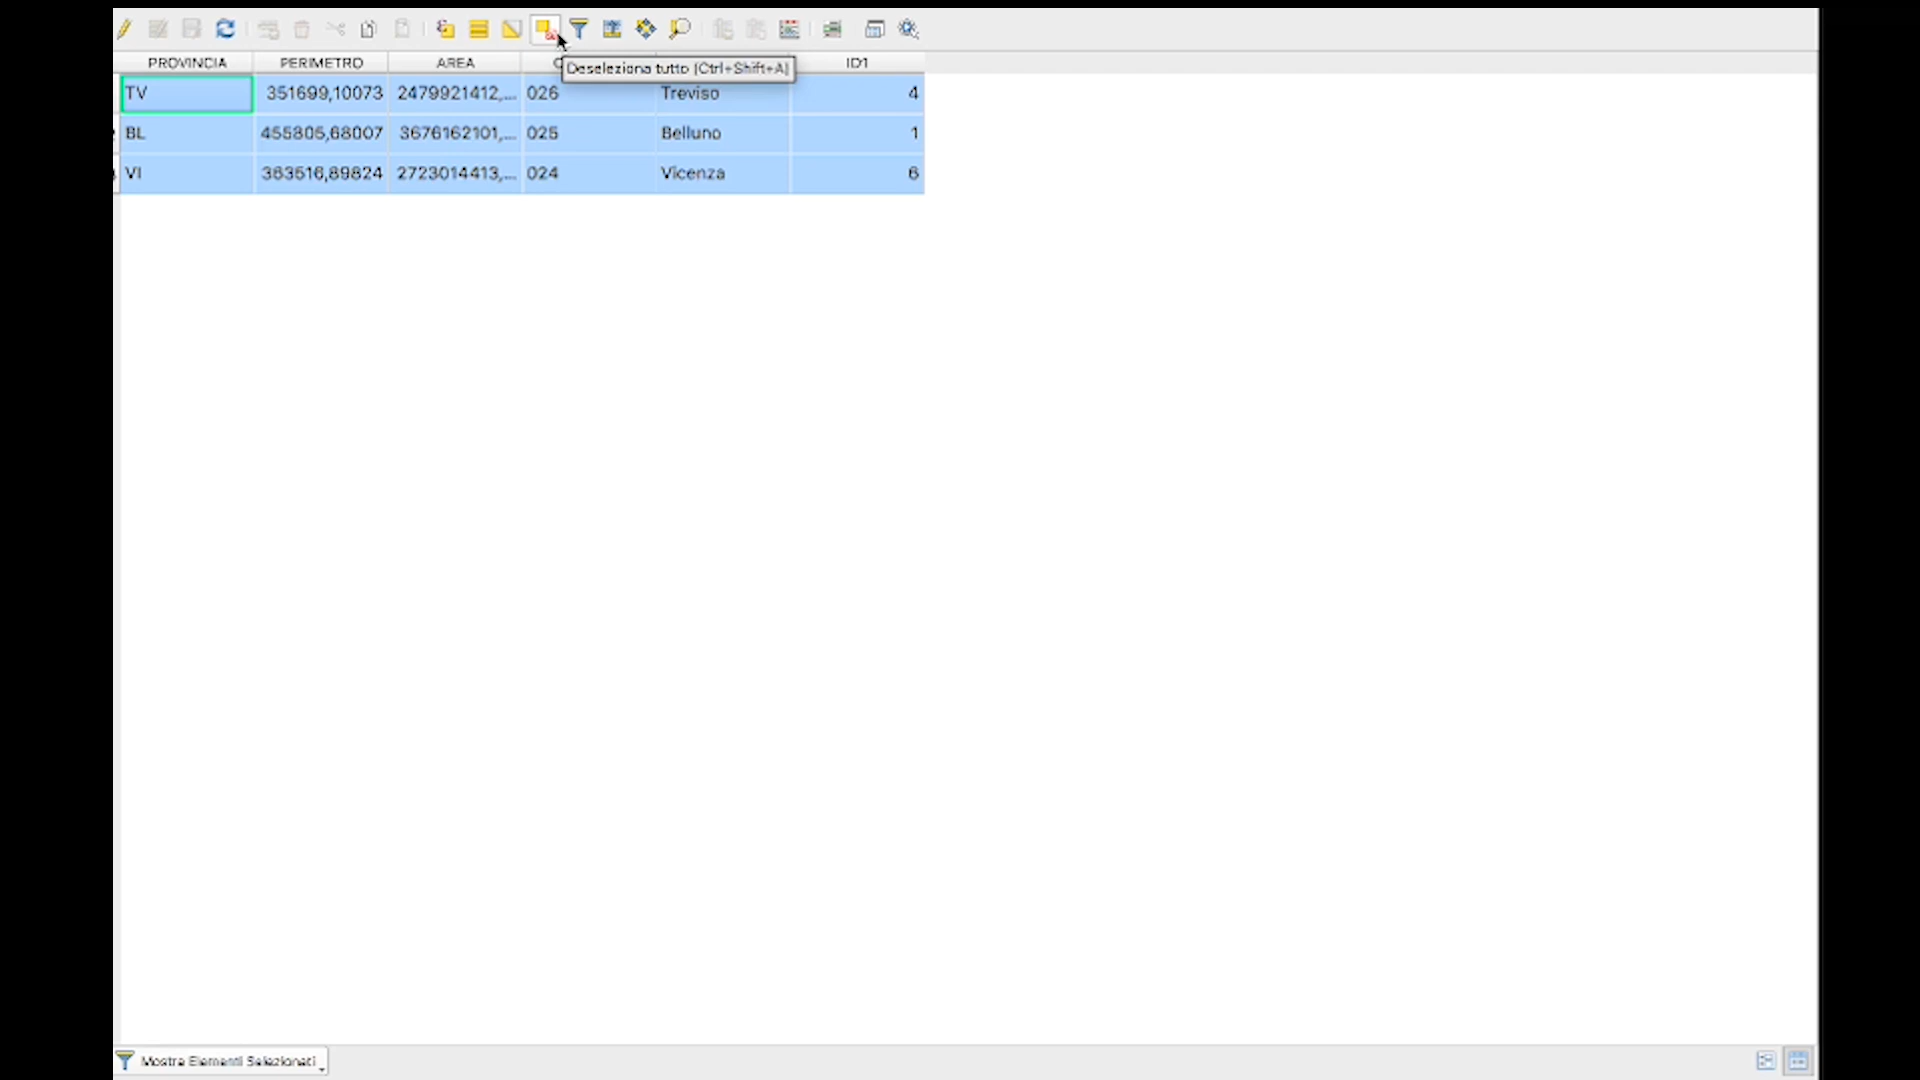 PROVINCIA PERIMETRO AREA ID1
Deseleziona tutto [Ctrl+Shift+A]
TV 351699,10073 2479921412,... 026 Treviso 4
BL 455805,68007 3676162101,... 025 Belluno 1
VI 363516,89824 2723014413,... 024 Vicenza 6
Mostra Elementi Selezionati